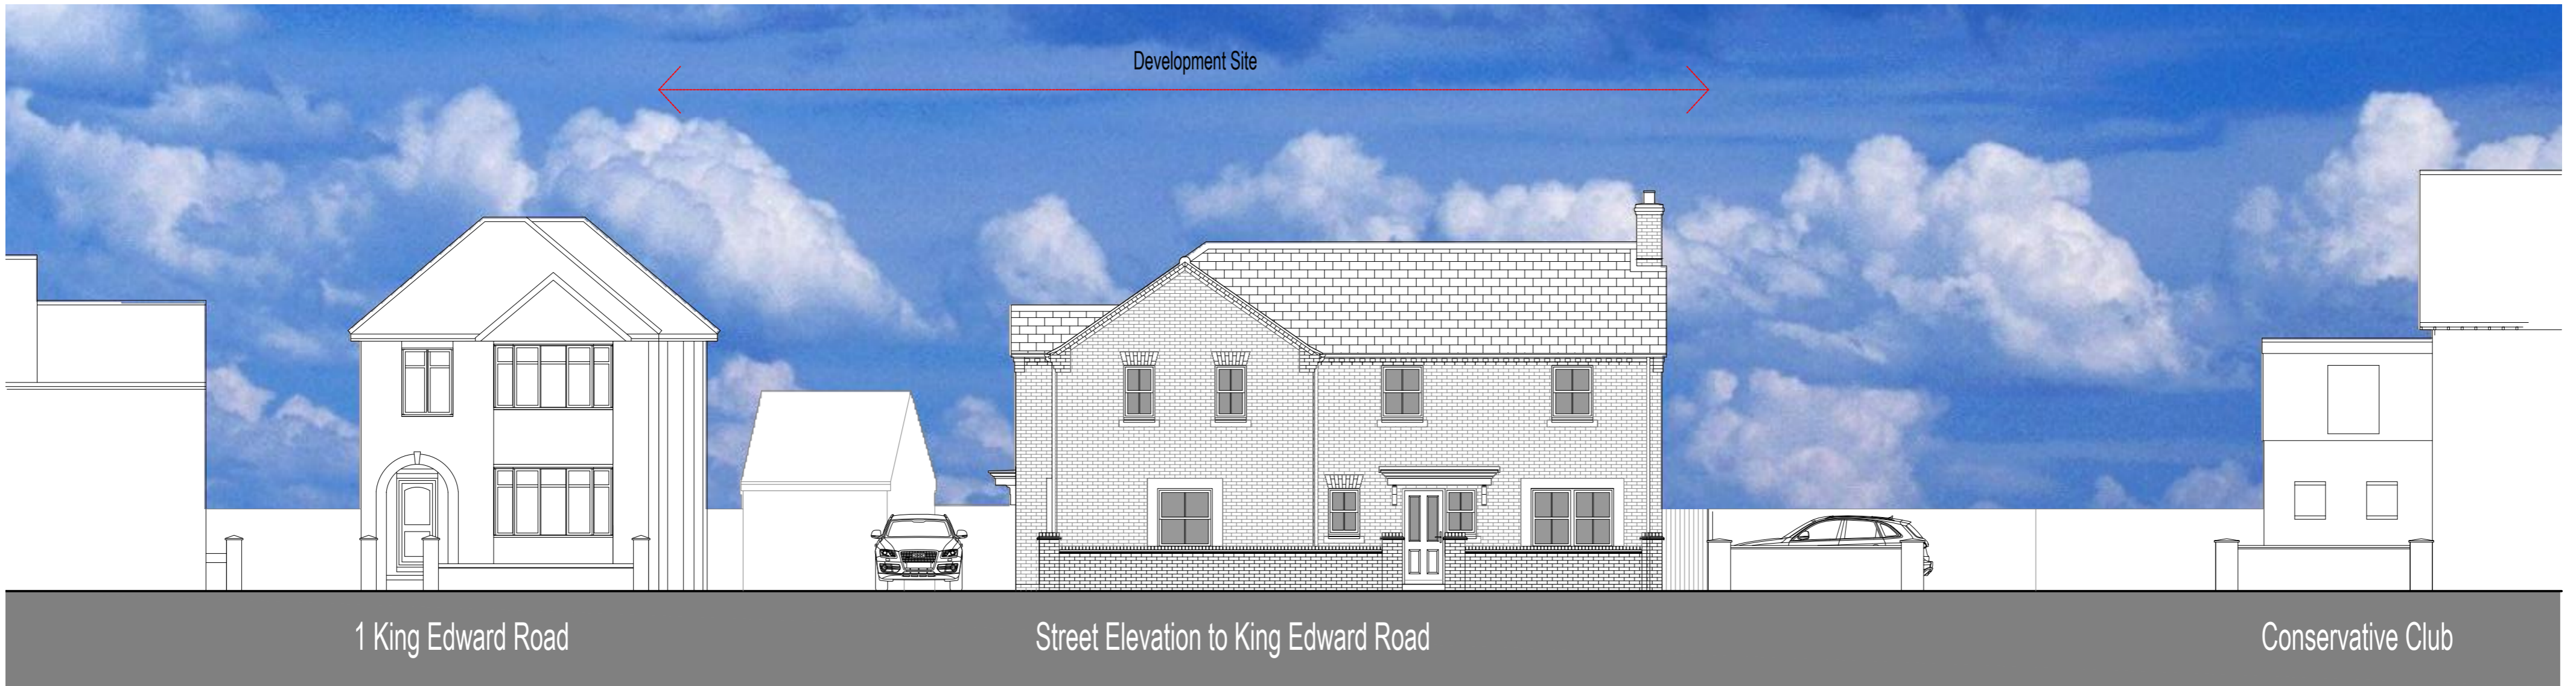 Development Site
1 King Edward Road
Street Elevation to King Edward Road
Conservative Club